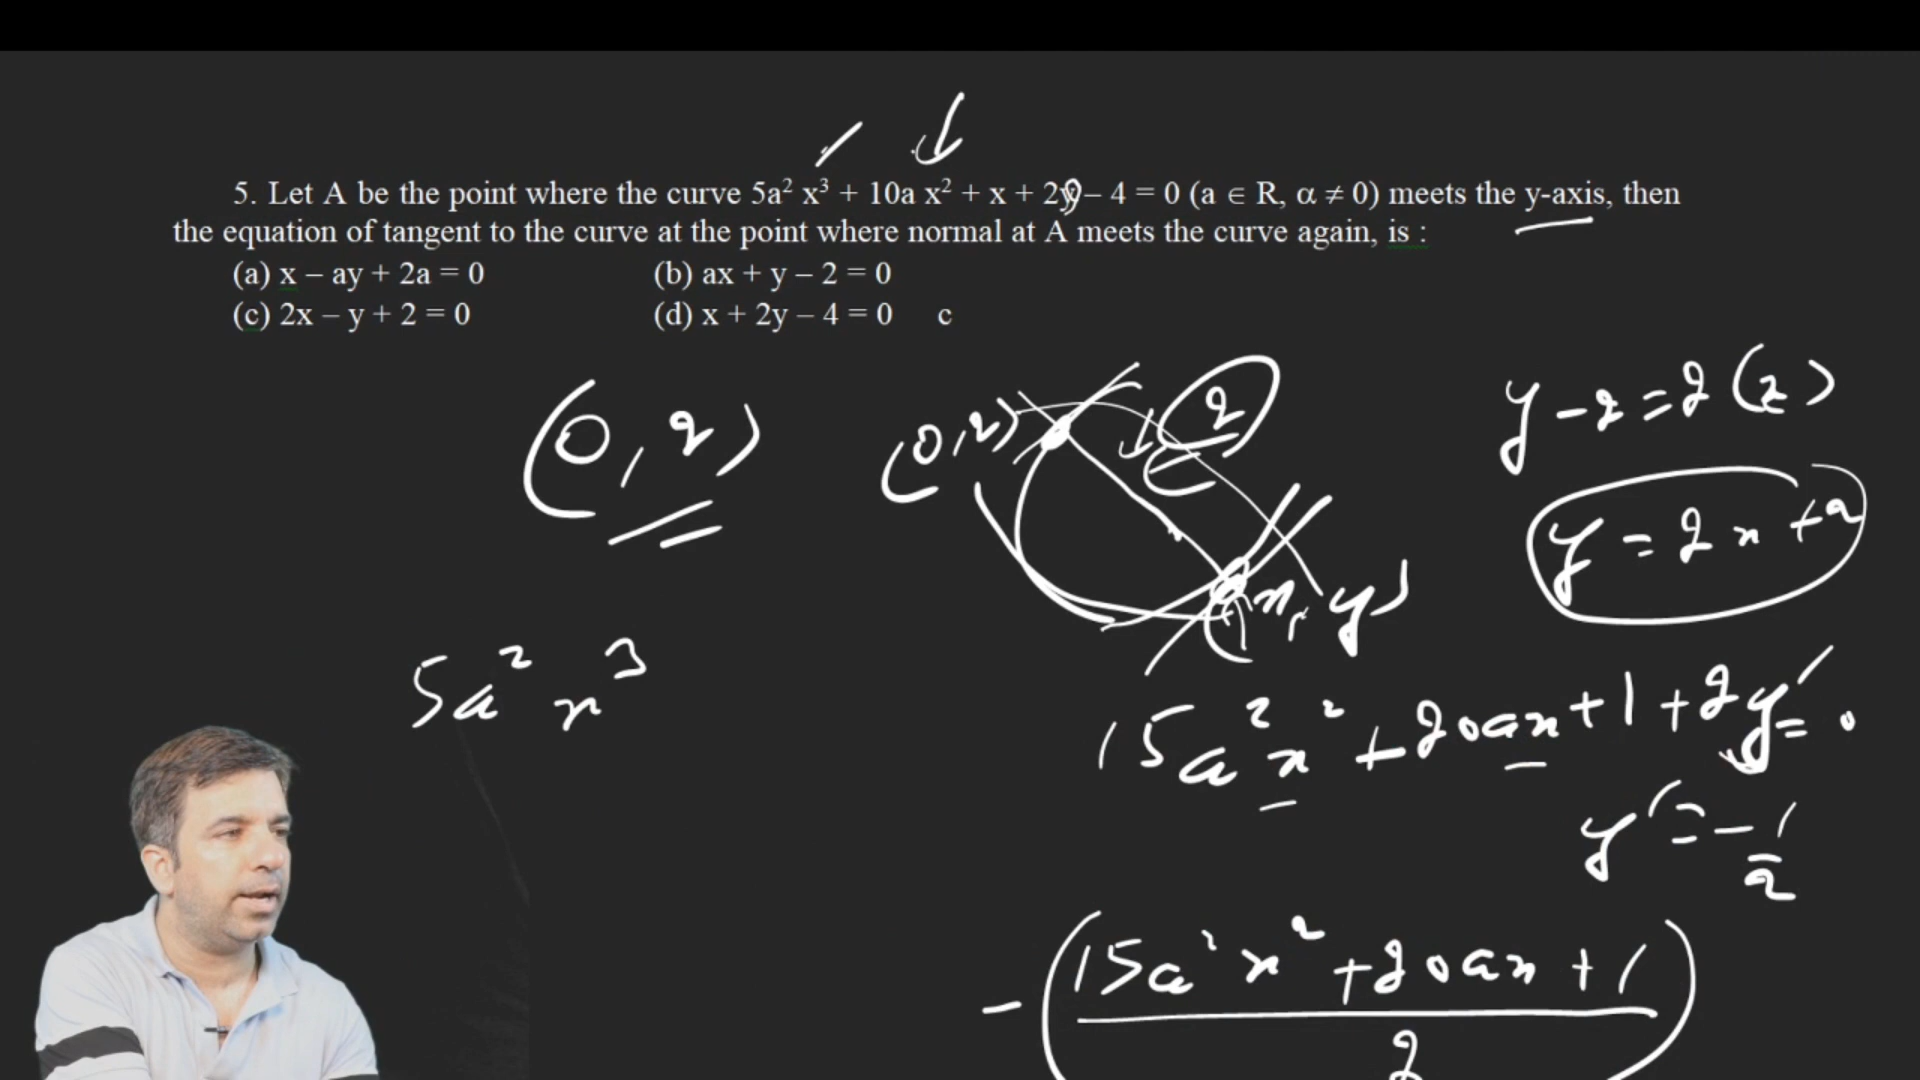 5. Let A be the point where the curve 5a² x³ + 10a x² + x + 2y – 4 = 0 (a ∈ R, α ≠ 0) meets the y-axis, then
the equation of tangent to the curve at the point where normal at A meets the curve again, is :
(a) x – ay + 2a = 0 (b) ax + y – 2 = 0
(c) 2x – y + 2 = 0 (d) x + 2y – 4 = 0 c
(0, 2) (0, 2) 2 y - 2 = 2(x)
y = 2x + 2
(x, y)
5a²x³ 15a²x² + 20ax + 1 + 2y' = 0
y' = -1/2
-(15a²x² + 20ax + 1)
2